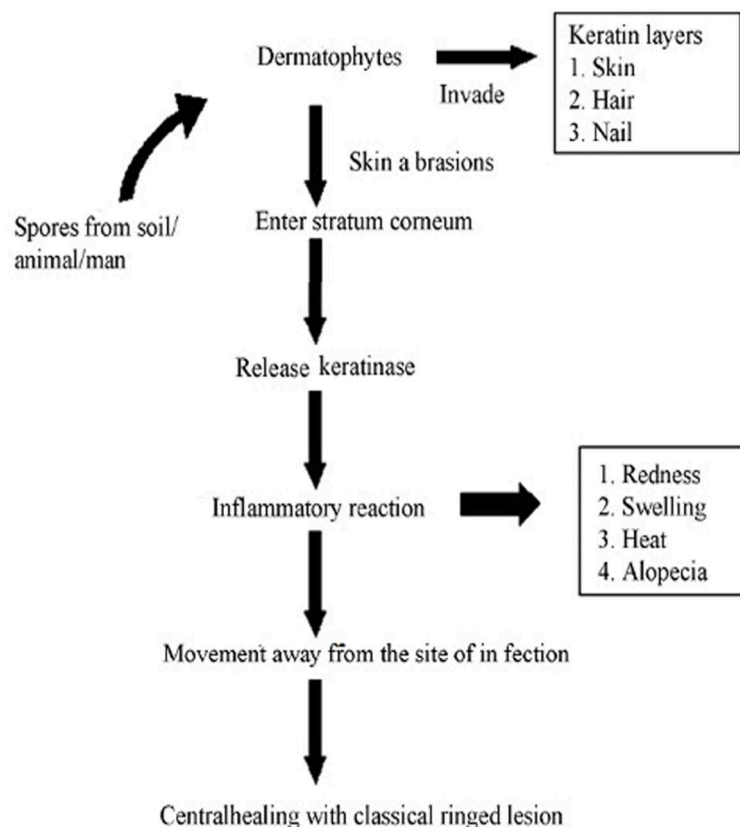 Dermatophytes
Invade
Keratin layers
1. Skin
2. Hair
3. Nail
Skin a brasions
Spores from soil/
animal/man
Enter stratum corneum
Release keratinase
Inflammatory reaction
1. Redness
2. Swelling
3. Heat
4. Alopecia
Movement away from the site of in fection
Centralhealing with classical ringed lesion